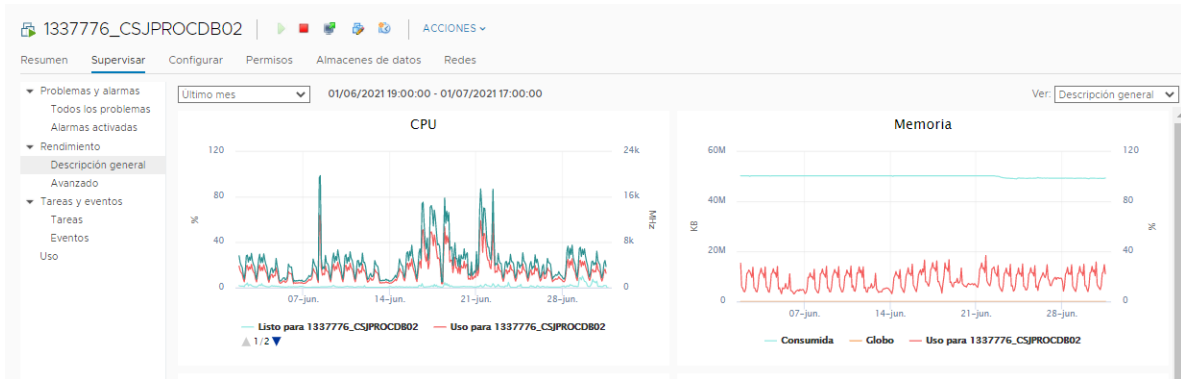 1337776_CSJPROCDB02
ACCIONES
Resumen Supervisar Configurar Permisos Almacenes de datos Redes
Problemas y alarmas
Todos los problemas
Alarmas activadas
Rendimiento
Descripción general
Avanzado
Tareas y eventos
Tareas
Eventos
Uso
Último mes 01/06/2021 19:00:00 - 01/07/2021 17:00:00 Ver: Descripción general
CPU
120 24k
80 16k
40 8k
0 0
% MHz
07-jun. 14-jun. 21-jun. 28-jun.
Listo para 1337776_CSJPROCDB02 Uso para 1337776_CSJPROCDB02
1/2
Memoria
60M 120
40M 80
20M 40
0 0
KB %
07-jun. 14-jun. 21-jun. 28-jun.
Consumida Globo Uso para 1337776_CSJPROCDB02